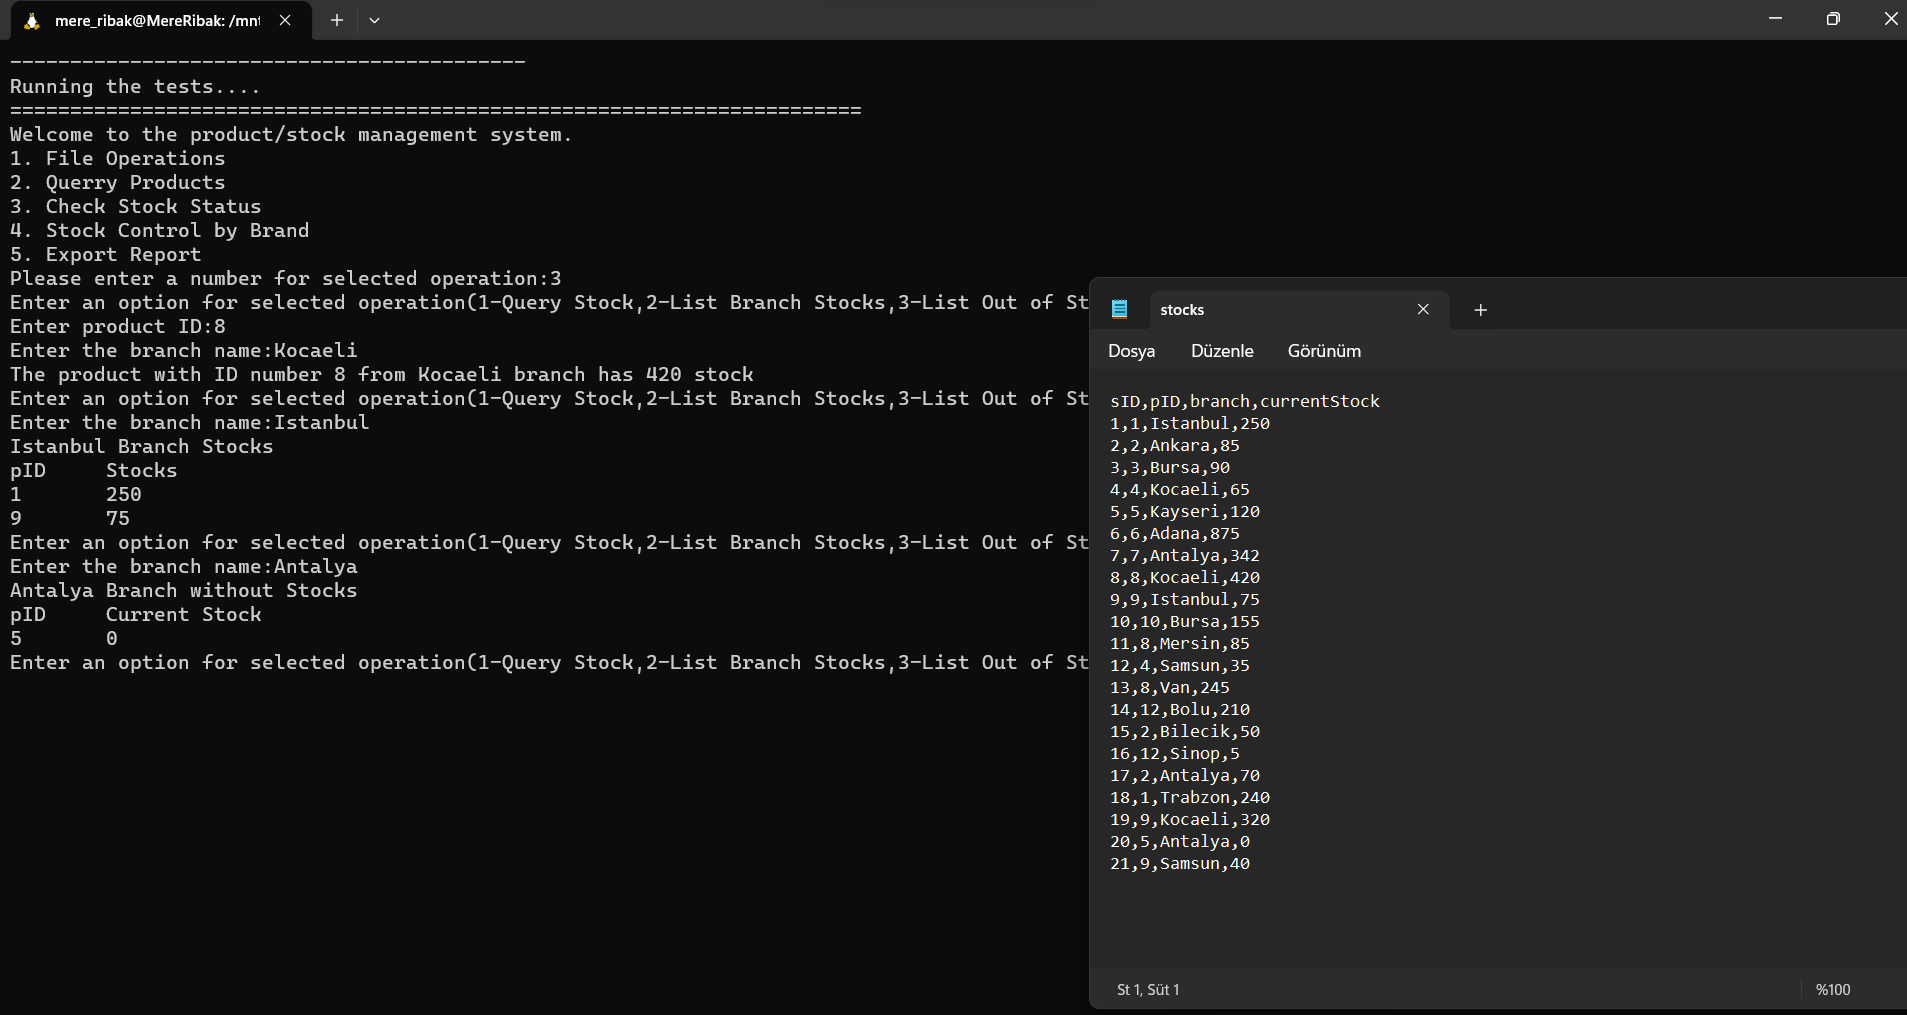 mere_ribak@MereRibak: /mnt
-------------------------------------------
Running the tests....
=======================================================================
Welcome to the product/stock management system.
1. File Operations
2. Querry Products
3. Check Stock Status
4. Stock Control by Brand
5. Export Report
Please enter a number for selected operation:3
Enter an option for selected operation(1-Query Stock,2-List Branch Stocks,3-List Out of St
Enter product ID:8
Enter the branch name:Kocaeli
The product with ID number 8 from Kocaeli branch has 420 stock
Enter an option for selected operation(1-Query Stock,2-List Branch Stocks,3-List Out of St
Enter the branch name:Istanbul
Istanbul Branch Stocks
pID     Stocks
1       250
9       75
Enter an option for selected operation(1-Query Stock,2-List Branch Stocks,3-List Out of St
Enter the branch name:Antalya
Antalya Branch without Stocks
pID     Current Stock
5       0
Enter an option for selected operation(1-Query Stock,2-List Branch Stocks,3-List Out of St
stocks
Dosya Düzenle Görünüm
sID,pID,branch,currentStock
1,1,Istanbul,250
2,2,Ankara,85
3,3,Bursa,90
4,4,Kocaeli,65
5,5,Kayseri,120
6,6,Adana,875
7,7,Antalya,342
8,8,Kocaeli,420
9,9,Istanbul,75
10,10,Bursa,155
11,8,Mersin,85
12,4,Samsun,35
13,8,Van,245
14,12,Bolu,210
15,2,Bilecik,50
16,12,Sinop,5
17,2,Antalya,70
18,1,Trabzon,240
19,9,Kocaeli,320
20,5,Antalya,0
21,9,Samsun,40
St 1, Süt 1
%100